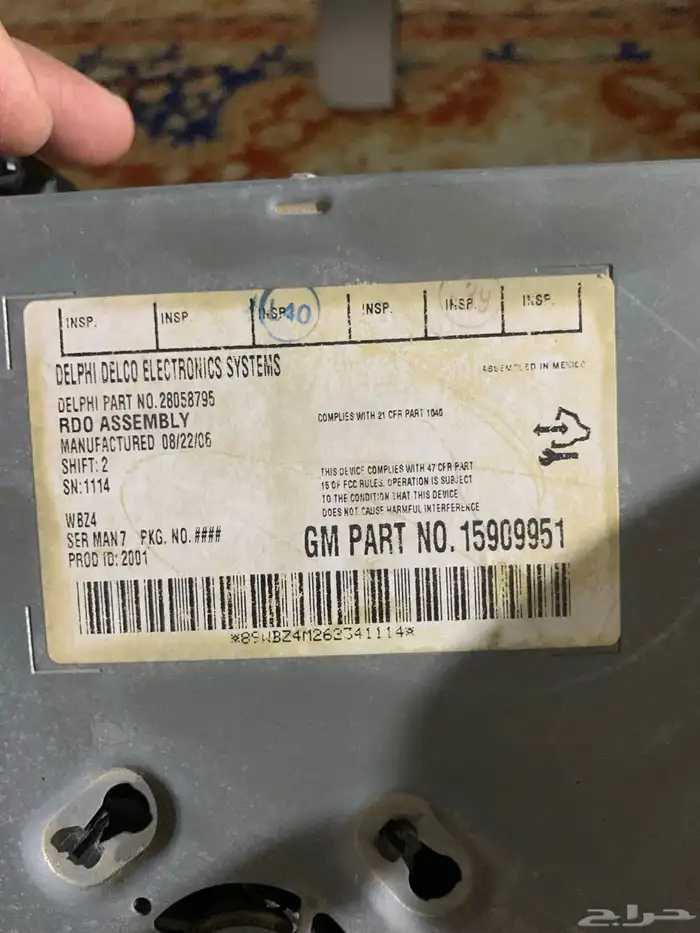 INSP.
INSP.
INSP.
40
INSP.
INSP.
INSP.
DELPHI DELCO ELECTRONICS SYSTEMS
ASSEMBLED IN MEXICO
DELPHI PART NO. 28058795
RDO ASSEMBLY
MANUFACTURED 08/22/06
SHIFT: 2
SN:1114
COMPLIES WITH 21 CFR PART 1040
THIS DEVICE COMPLIES WITH 47 CFR PART
15 OF FCC RULES. OPERATION IS SUBJECT
TO THE CONDITION THAT THIS DEVICE
DOES NOT CAUSE HARMFUL INTERFERENCE
WBZ4
SER MAN7 PKG. NO. ####
PROD ID: 2001
GM PART NO. 15909951
*89WBZ4M262341114*
حراج